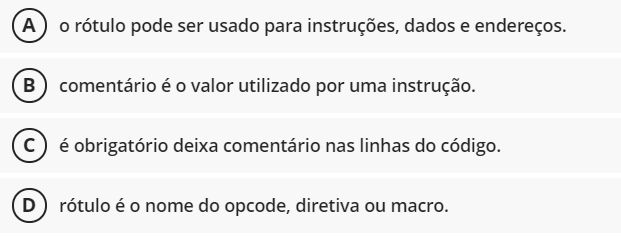 A o rótulo pode ser usado para instruções, dados e endereços.
B comentário é o valor utilizado por uma instrução.
C é obrigatório deixa comentário nas linhas do código.
D rótulo é o nome do opcode, diretiva ou macro.